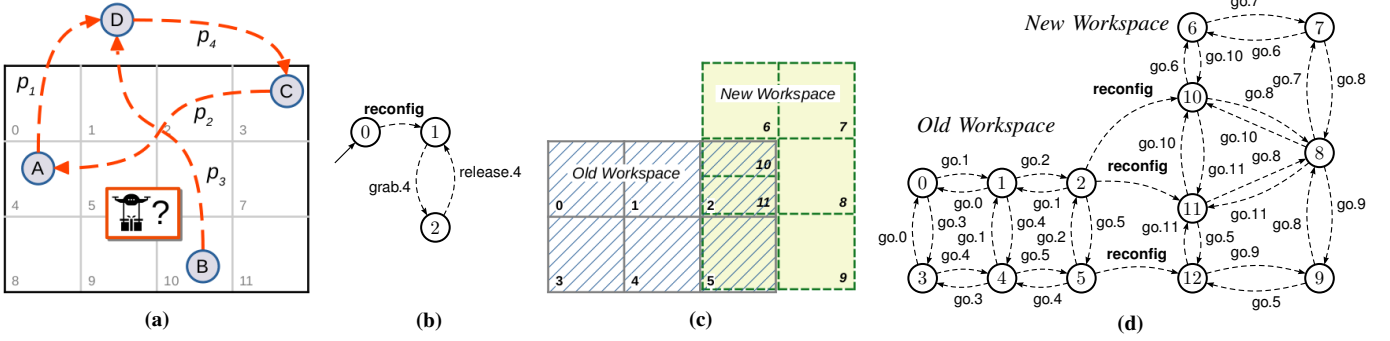 D
p4
p1
C
p2
0
1
2
3
A
p3
?
4
5
7
B
8
9
10
11
(a)
reconfig
0
1
grab.4
release.4
2
(b)
New Workspace
6
7
Old Workspace
10
0
1
2
11
8
3
4
5
9
(c)
New Workspace
go.7
6
7
go.6
go.6
go.10
go.7
go.8
reconfig
10
go.8
Old Workspace
go.10
go.10
8
go.1
go.2
reconfig
go.11
go.8
0
1
2
go.0
go.1
11
go.3
go.4
go.5
go.11
go.8
go.9
go.0
go.1
go.2
go.11
go.5
go.4
go.5
reconfig
go.9
3
4
5
12
9
go.3
go.4
go.5
(d)